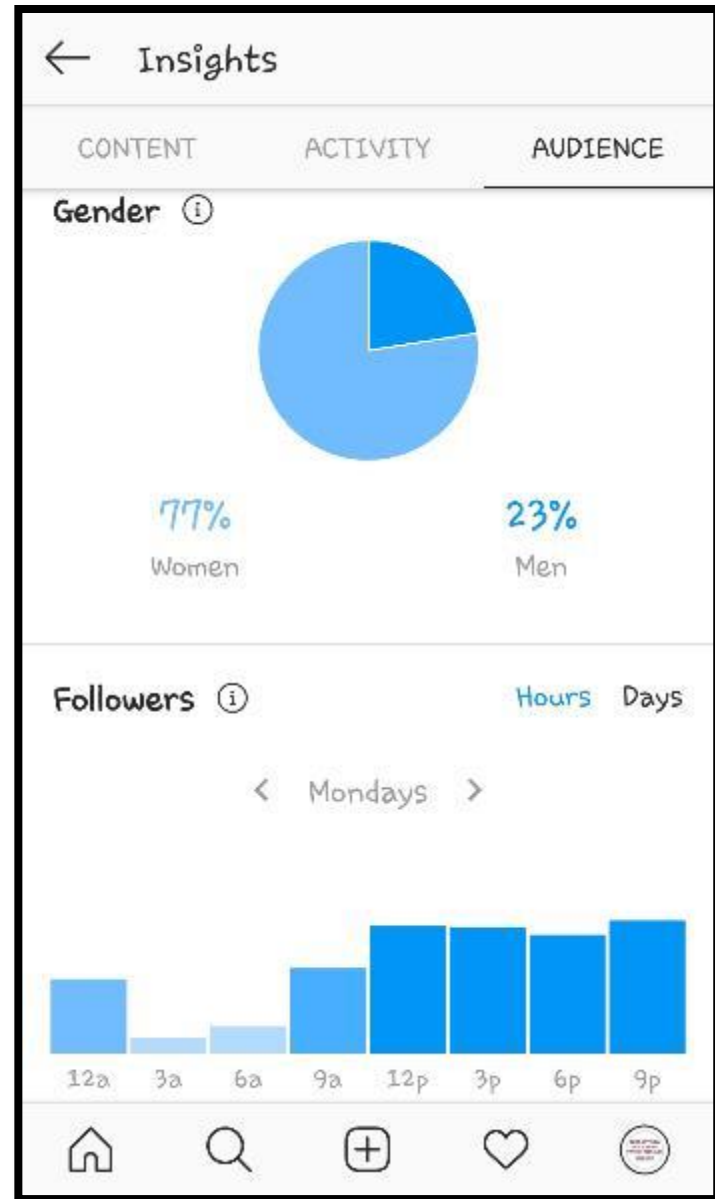 Insights
CONTENT ACTIVITY AUDIENCE
Gender
77% 23%
Women Men
Followers Hours Days
Mondays
12a 3a 6a 9a 12p 3p 6p 9p